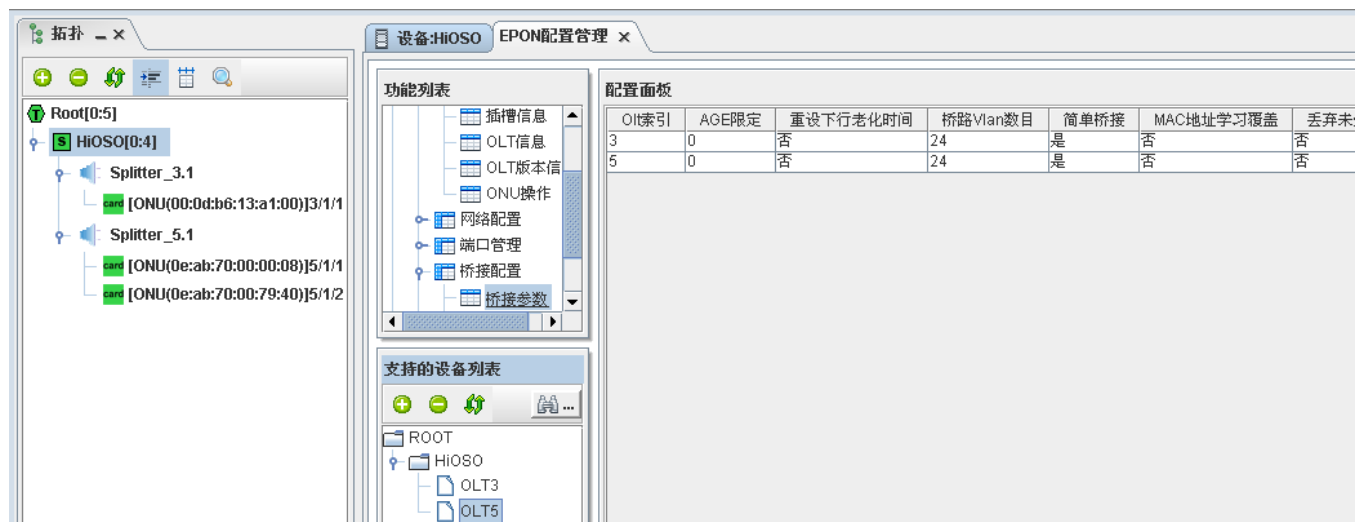 拓扑
设备:HiOSO
EPON配置管理
Root[0:5]
HiOSO[0:4]
Splitter_3.1
card [ONU(00:0d:b6:13:a1:00)]3/1/1
Splitter_5.1
card [ONU(0e:ab:70:00:00:08)]5/1/1
card [ONU(0e:ab:70:00:79:40)]5/1/2
功能列表
插槽信息
OLT信息
OLT版本信
ONU操作
网络配置
端口管理
桥接配置
桥接参数
支持的设备列表
...
ROOT
HiOSO
OLT3
OLT5
配置面板
Olt索引 AGE限定 重设下行老化时间 桥路Vlan数目 简单桥接 MAC地址学习覆盖 丢弃未
3 0 否 24 是 否 否
5 0 否 24 是 否 否